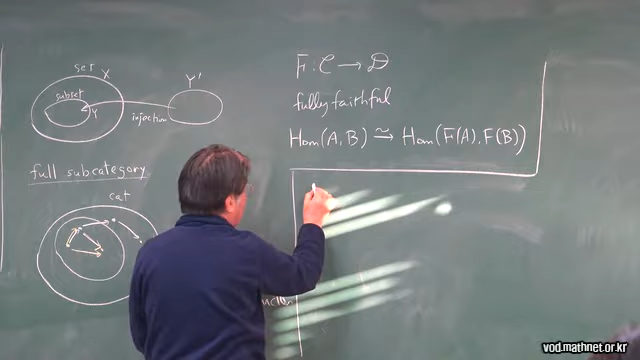 set
X
subset
Y
Y'
injection
full subcategory
cat
F : C → D
fully faithful
Hom(A, B) ≅→ Hom(F(A), F(B))
vod.mathnet.or.kr